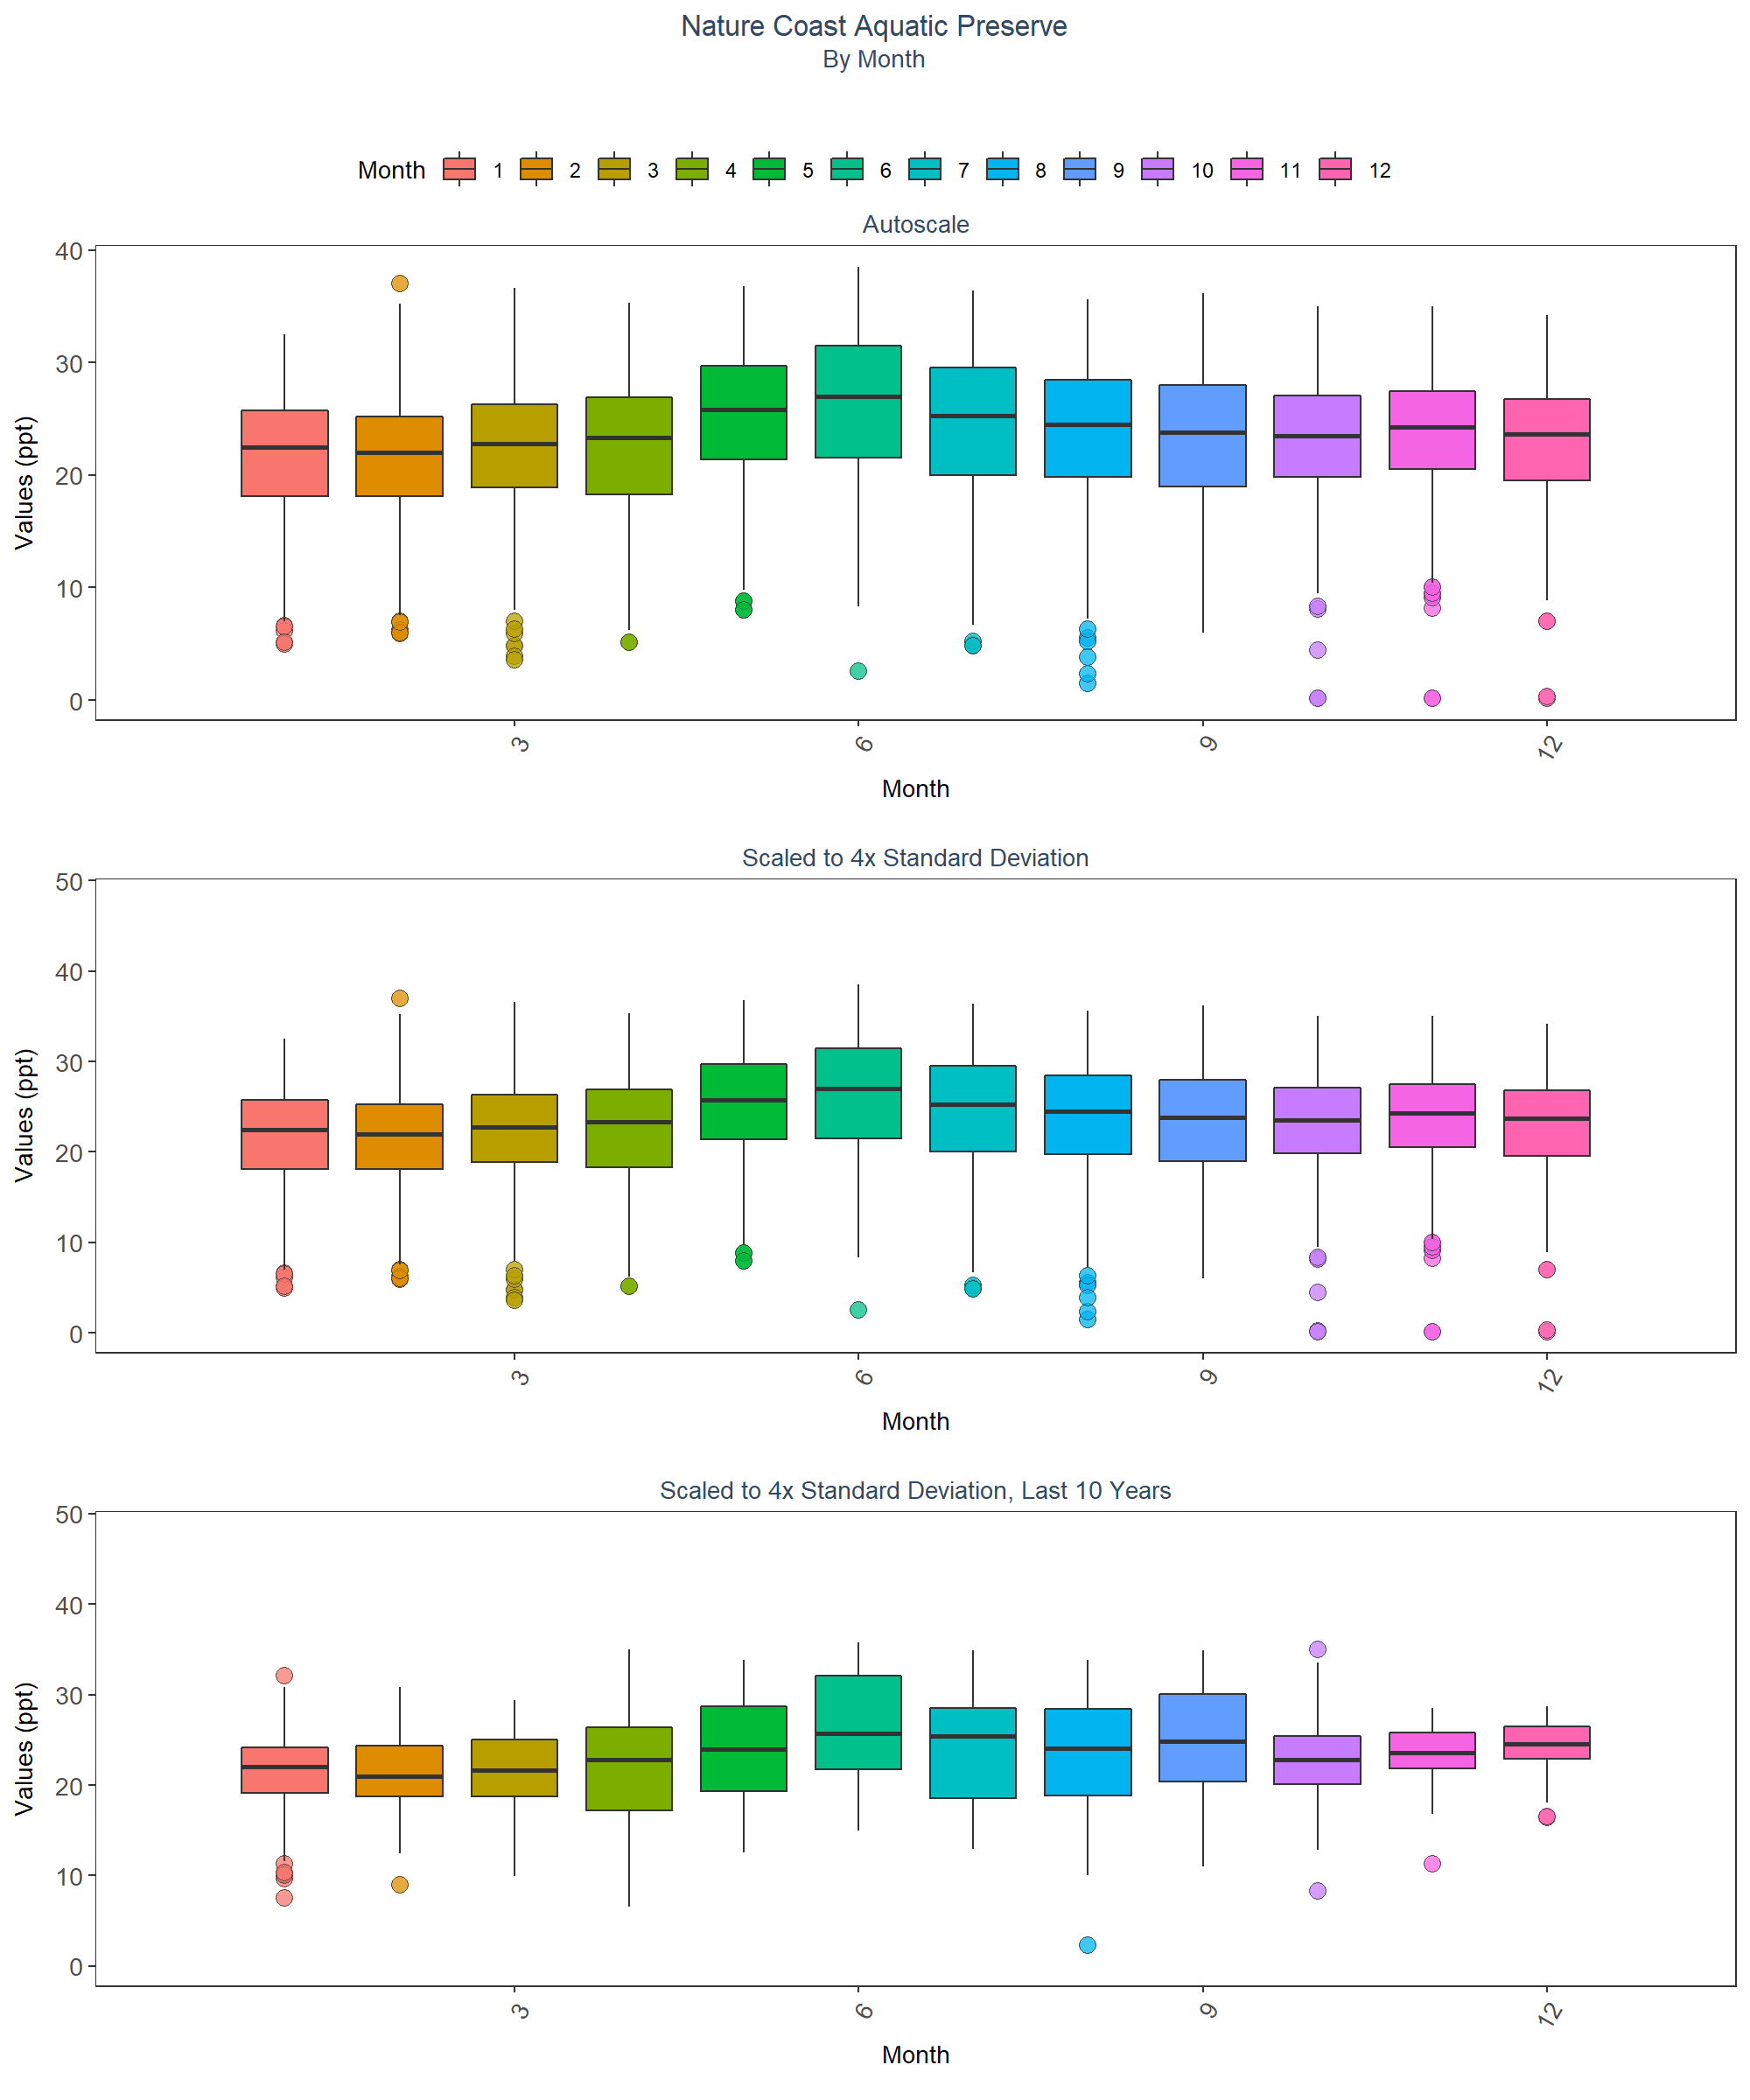 Nature Coast Aquatic Preserve
By Month
Month 1 2 3 4 5 6 7 8 9 10 11 12
Autoscale
40
30
20
10
0
Values (ppt)
3 6 9 12
Month
Scaled to 4x Standard Deviation
50
40
30
20
10
0
Values (ppt)
3 6 9 12
Month
Scaled to 4x Standard Deviation, Last 10 Years
50
40
30
20
10
0
Values (ppt)
3 6 9 12
Month